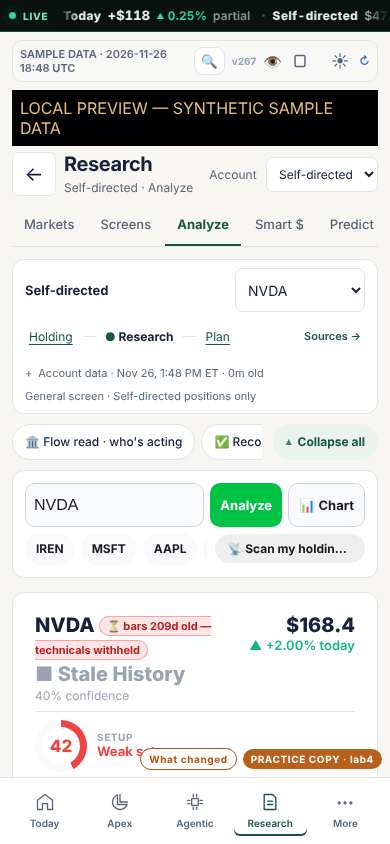 LIVE Today +$118 ▲ 0.25% partial · Self-directed $47
SAMPLE DATA · 2026-11-26
18:48 UTC
v267
LOCAL PREVIEW — SYNTHETIC SAMPLE
DATA
Research
Self-directed · Analyze
Account
Self-directed
Markets Screens Analyze Smart $ Predict
Self-directed
NVDA
Holding Research Plan Sources →
+ Account data · Nov 26, 1:48 PM ET · 0m old
General screen · Self-directed positions only
Flow read · who's acting
Reco
▲ Collapse all
NVDA
Analyze
Chart
IREN MSFT AAPL
Scan my holdin...
NVDA
bars 209d old —
technicals withheld
$168.4
▲ +2.00% today
■ Stale History
40% confidence
42
SETUP
Weak
What changed
PRACTICE COPY · lab4
Today Apex Agentic Research More